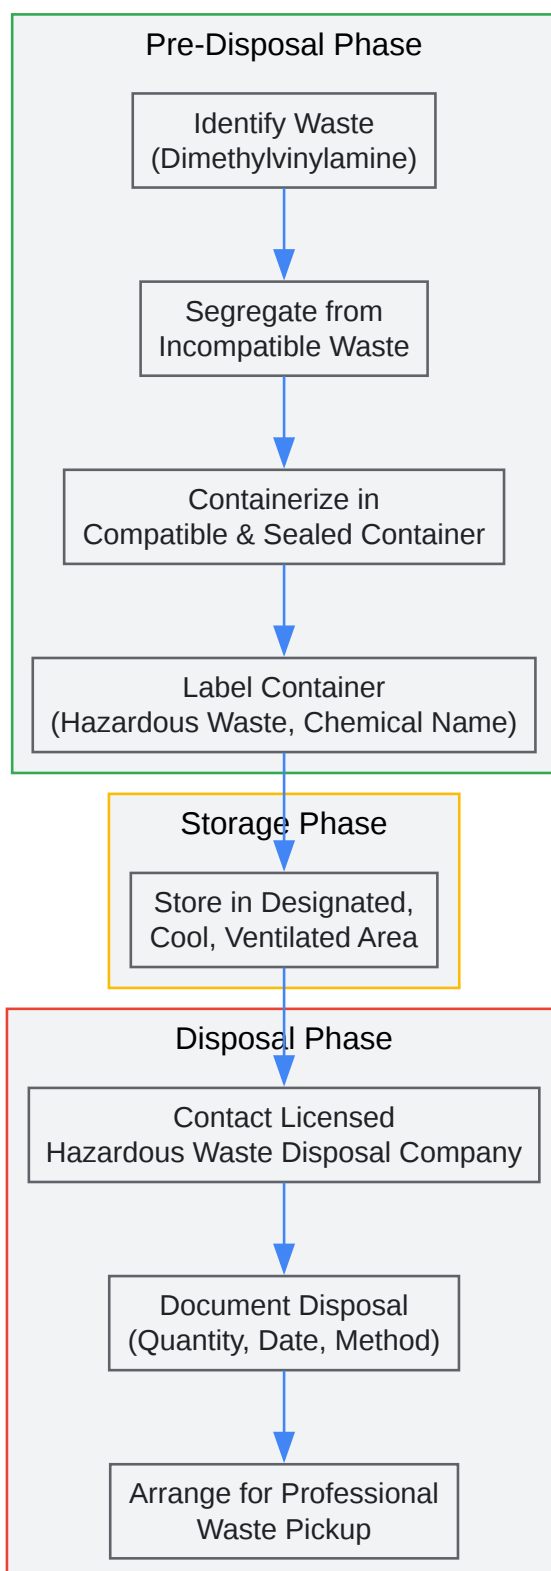 Pre-Disposal Phase
Identify Waste
(Dimethylvinylamine)
Segregate from
Incompatible Waste
Containerize in
Compatible & Sealed Container
Label Container
(Hazardous Waste, Chemical Name)
Storage Phase
Store in Designated,
Cool, Ventilated Area
Disposal Phase
Contact Licensed
Hazardous Waste Disposal Company
Document Disposal
(Quantity, Date, Method)
Arrange for Professional
Waste Pickup